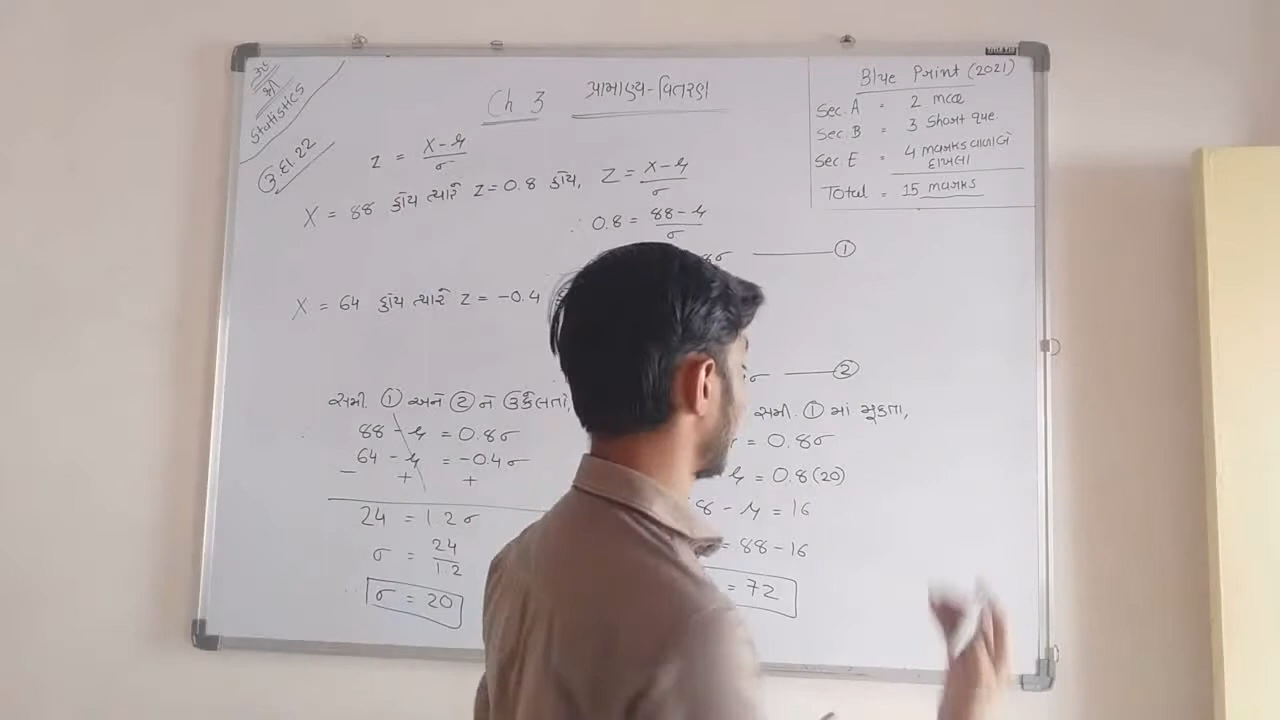 Statistics
Ch 3 પ્રામાણ્ય-વિતરણ
Blue Print (2021)
Sec. A = 2 mcq
Sec. B = 3 Short que.
Sec. E = 4 marks વાળા બે
દાખલા
Total = 15 marks
z = X-μ/σ
X = 88 હોય ત્યારે Z = 0.8 હોય, Z = X-μ/σ
∴ 0.8 = 88-μ/σ
8σ ①
X = 64 હોય ત્યારે Z = -0.4
σ ②
સમી. ① અને ② ને ઉકેલતા,
88 - μ = 0.8σ
64 - μ = -0.4σ
- + +
24 = 1.2σ
σ = 24/1.2
σ = 20
સમી. ① માં મૂકતા,
= 0.8σ
μ = 0.8(20)
8 - μ = 16
= 88 - 16
= 72